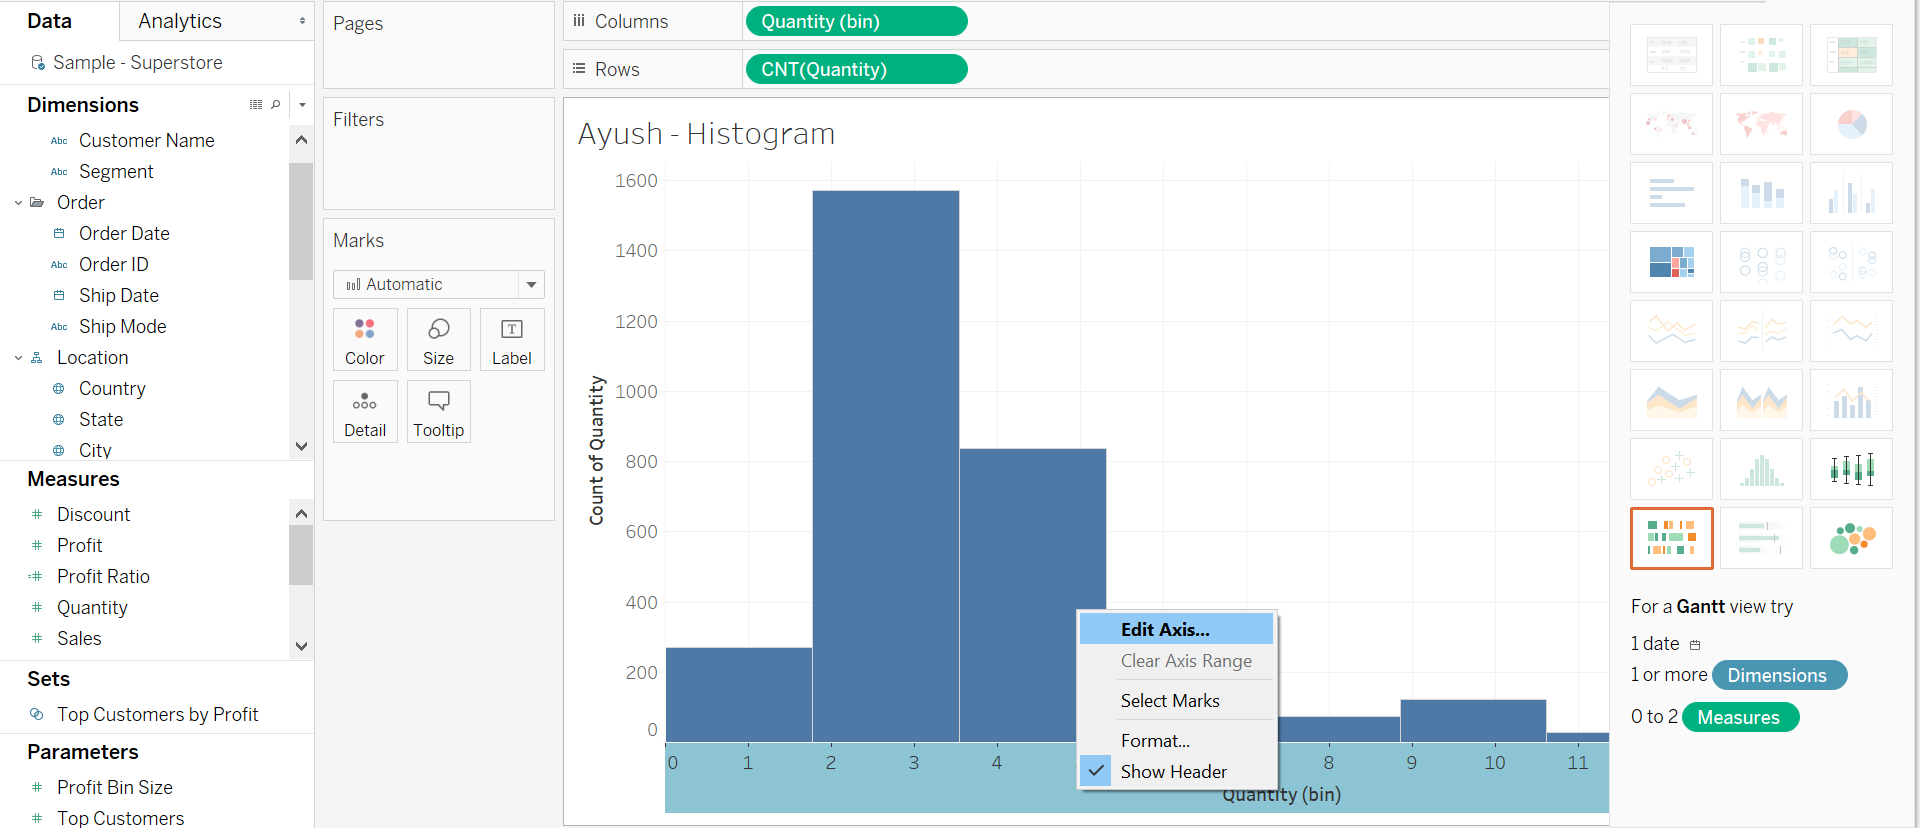 Data
Analytics
Sample - Superstore
Dimensions
Abc Customer Name
Abc Segment
Order
Order Date
Abc Order ID
Ship Date
Abc Ship Mode
Location
Country
State
City
Measures
# Discount
# Profit
=# Profit Ratio
# Quantity
# Sales
Sets
Top Customers by Profit
Parameters
# Profit Bin Size
# Top Customers
Pages
Filters
Marks
Automatic
Color
Size
T
Label
Detail
Tooltip
Columns
Quantity (bin)
Rows
CNT(Quantity)
Ayush - Histogram
Count of Quantity
1600
1400
1200
1000
800
600
400
200
0
0 1 2 3 4 8 9 10 11
Quantity (bin)
Edit Axis...
Clear Axis Range
Select Marks
Format...
Show Header
For a Gantt view try
1 date
1 or more Dimensions
0 to 2 Measures